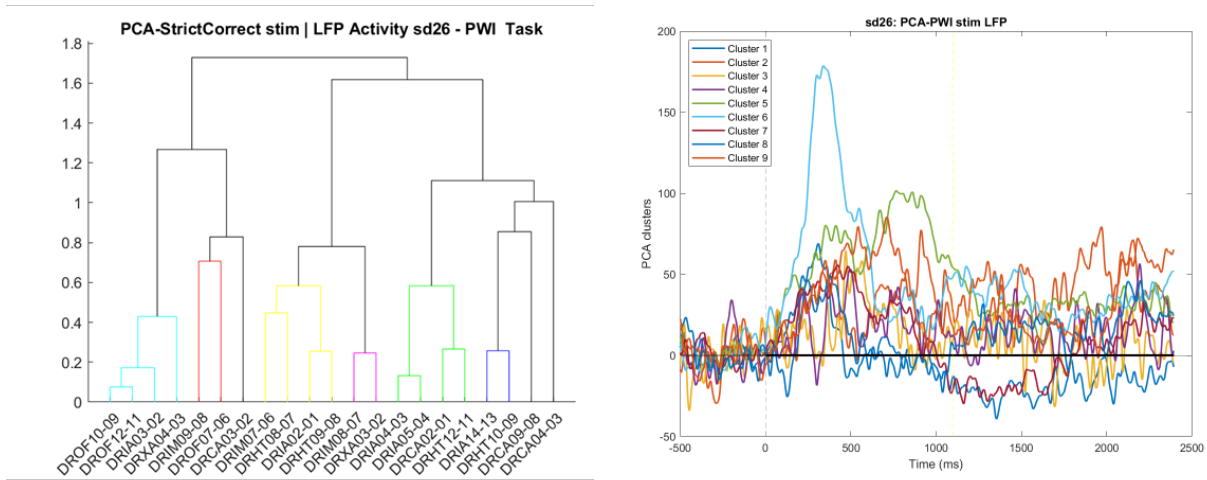 PCA-StrictCorrect stim | LFP Activity sd26 - PWI Task
1.8
1.6
1.4
1.2
1
0.8
0.6
0.4
0.2
0
DROF10-09
DROF12-11
DRIA03-02
DRXA04-03
DRIM09-08
DROF07-06
DRCA03-02
DRIM07-06
DRHT08-07
DRIA02-01
DRHT09-08
DRIM08-07
DRXA03-02
DRIA04-03
DRIA05-04
DRCA02-01
DRHT12-11
DRIA14-13
DRHT10-09
DRCA09-08
DRCA04-03
sd26: PCA-PWI stim LFP
200
150
100
50
0
-50
PCA clusters
Cluster 1
Cluster 2
Cluster 3
Cluster 4
Cluster 5
Cluster 6
Cluster 7
Cluster 8
Cluster 9
-500
0
500
1000
1500
2000
2500
Time (ms)